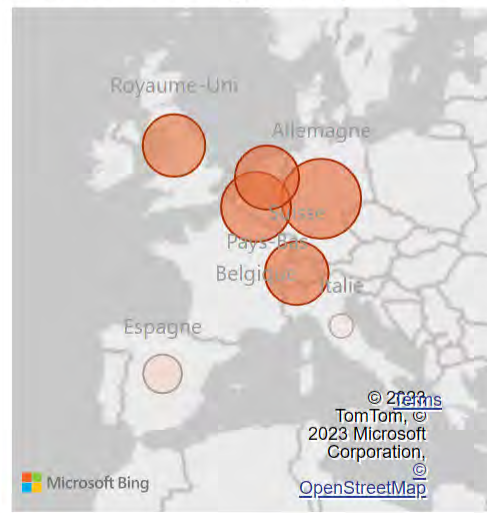 Royaume-Uni
Allemagne
Suisse
Pays-Bas
Belgique
Italie
Espagne
© 2023
Terms
TomTom, ©
2023 Microsoft
Corporation,
©
OpenStreetMap
Microsoft Bing